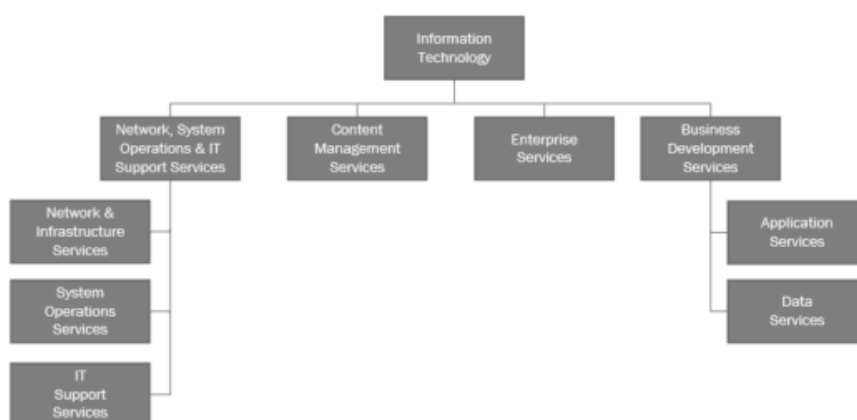 Information
Technology
Network, System
Operations & IT
Support Services
Content
Management
Services
Enterprise
Services
Business
Development
Services
Network &
Infrastructure
Services
System
Operations
Services
IT
Support
Services
Application
Services
Data
Services